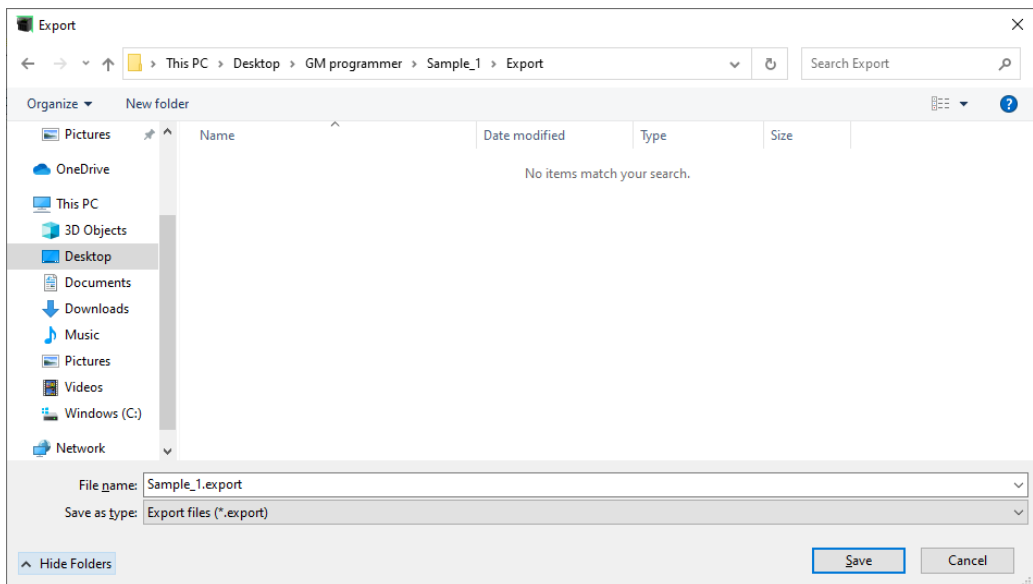 Export
This PC > Desktop > GM programmer > Sample_1 > Export
Search Export
Organize
New folder
Name
Date modified
Type
Size
No items match your search.
Pictures
OneDrive
This PC
3D Objects
Desktop
Documents
Downloads
Music
Pictures
Videos
Windows (C:)
Network
File name: Sample_1.export
Save as type: Export files (*.export)
Hide Folders
Save
Cancel